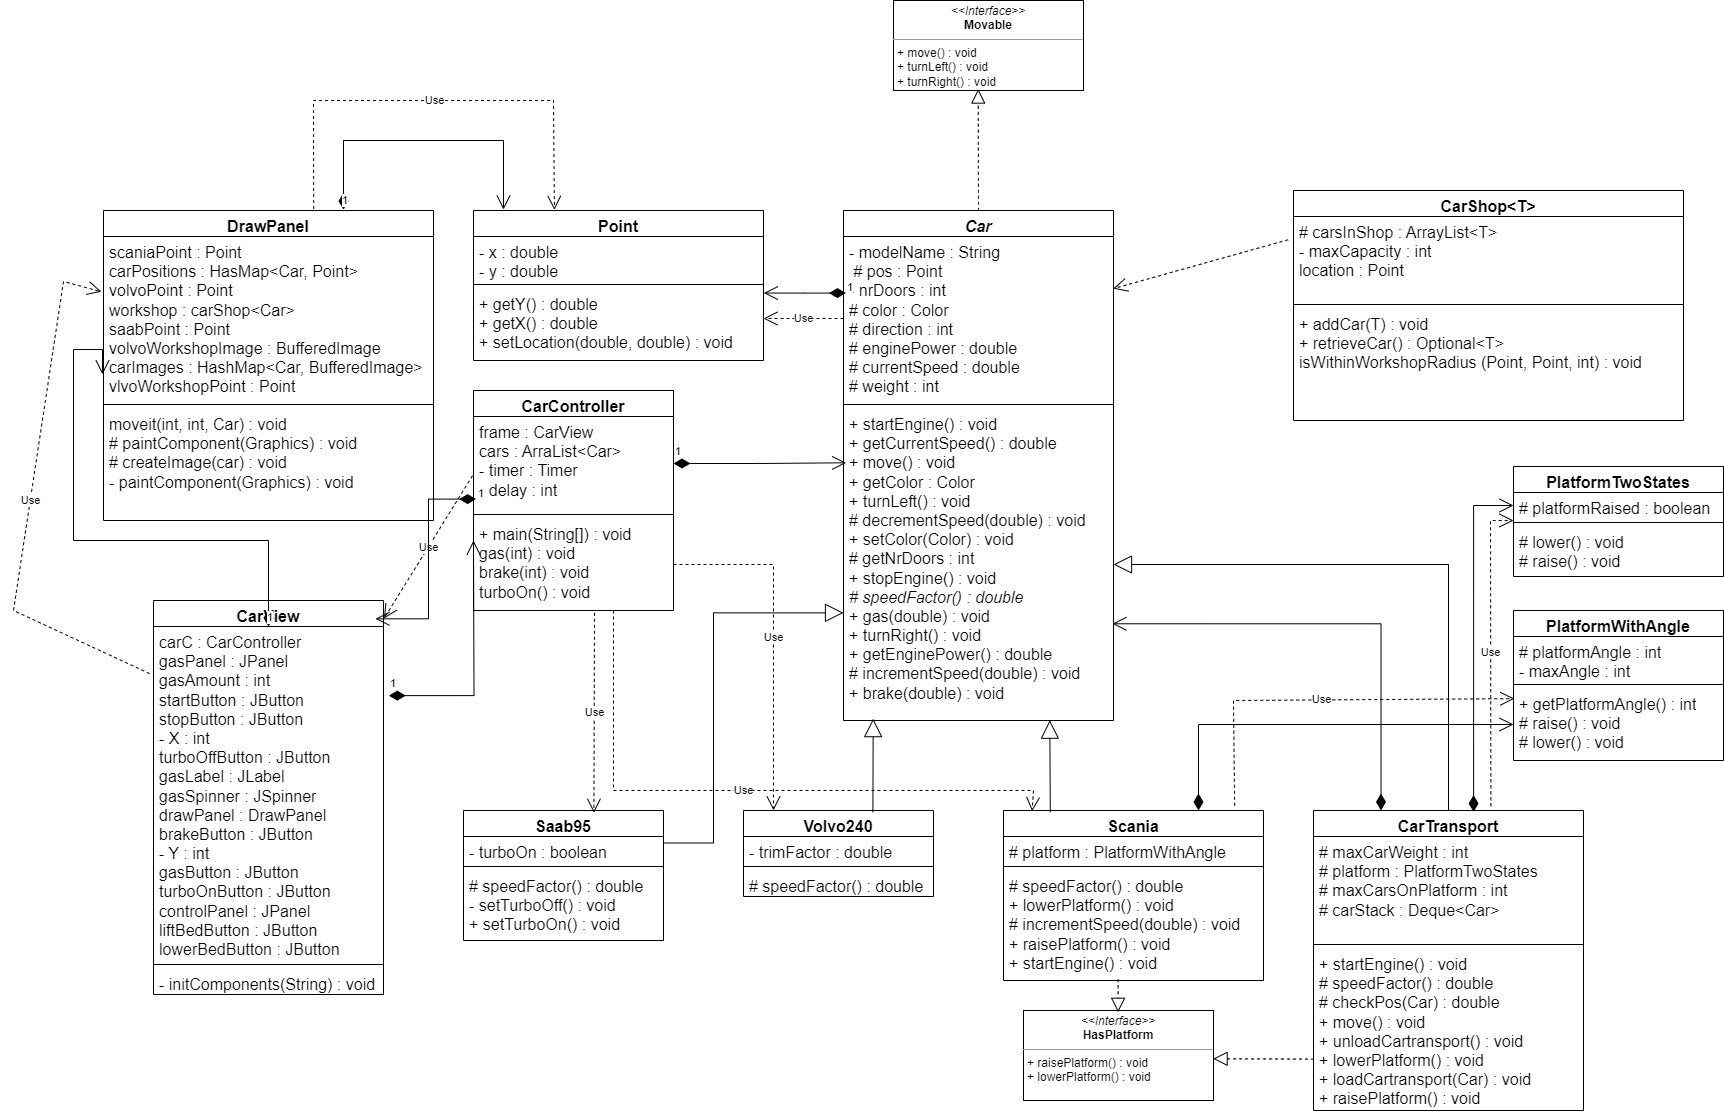 <<Interface>>
Movable
+ move() : void
+ turnLeft() : void
+ turnRight() : void
Use
1
DrawPanel
scaniaPoint : Point
carPositions : HasMap<Car, Point>
volvoPoint : Point
workshop : carShop<Car>
saabPoint : Point
volvoWorkshopImage : BufferedImage
carImages : HashMap<Car, BufferedImage>
vlvoWorkshopPoint : Point
moveit(int, int, Car) : void
# paintComponent(Graphics) : void
# createImage(car) : void
- paintComponent(Graphics) : void
Point
- x : double
- y : double
+ getY() : double
+ getX() : double
+ setLocation(double, double) : void
Car
- modelName : String
# pos : Point
1
nrDoors : int
# color : Color
# direction : int
# enginePower : double
# currentSpeed : double
# weight : int
+ startEngine() : void
+ getCurrentSpeed() : double
+ move() : void
+ getColor : Color
+ turnLeft() : void
# decrementSpeed(double) : void
+ setColor(Color) : void
# getNrDoors : int
+ stopEngine() : void
# speedFactor() : double
+ gas(double) : void
+ turnRight() : void
+ getEnginePower() : double
# incrementSpeed(double) : void
+ brake(double) : void
Use
CarShop<T>
# carsInShop : ArrayList<T>
- maxCapacity : int
location : Point
+ addCar(T) : void
+ retrieveCar() : Optional<T>
isWithinWorkshopRadius (Point, Point, int) : void
CarController
frame : CarView
cars : ArraList<Car>
- timer : Timer
1
delay : int
+ main(String[]) : void
gas(int) : void
brake(int) : void
turboOn() : void
1
Use
Use
PlatformTwoStates
# platformRaised : boolean
# lower() : void
# raise() : void
CarView
1
carC : CarController
gasPanel : JPanel
gasAmount : int
startButton : JButton
stopButton : JButton
- X : int
turboOffButton : JButton
gasLabel : JLabel
gasSpinner : JSpinner
drawPanel : DrawPanel
brakeButton : JButton
- Y : int
gasButton : JButton
turboOnButton : JButton
controlPanel : JPanel
liftBedButton : JButton
lowerBedButton : JButton
- initComponents(String) : void
1
PlatformWithAngle
# platformAngle : int
- maxAngle : int
+ getPlatformAngle() : int
# raise() : void
# lower() : void
Use
Use
Use
Use
Use
Saab95
- turboOn : boolean
# speedFactor() : double
- setTurboOff() : void
+ setTurboOn() : void
Volvo240
- trimFactor : double
# speedFactor() : double
Scania
# platform : PlatformWithAngle
# speedFactor() : double
+ lowerPlatform() : void
# incrementSpeed(double) : void
+ raisePlatform() : void
+ startEngine() : void
CarTransport
# maxCarWeight : int
# platform : PlatformTwoStates
# maxCarsOnPlatform : int
# carStack : Deque<Car>
+ startEngine() : void
# speedFactor() : double
# checkPos(Car) : double
+ move() : void
+ unloadCartransport() : void
+ lowerPlatform() : void
+ loadCartransport(Car) : void
+ raisePlatform() : void
<<Interface>>
HasPlatform
+ raisePlatform() : void
+ lowerPlatform() : void